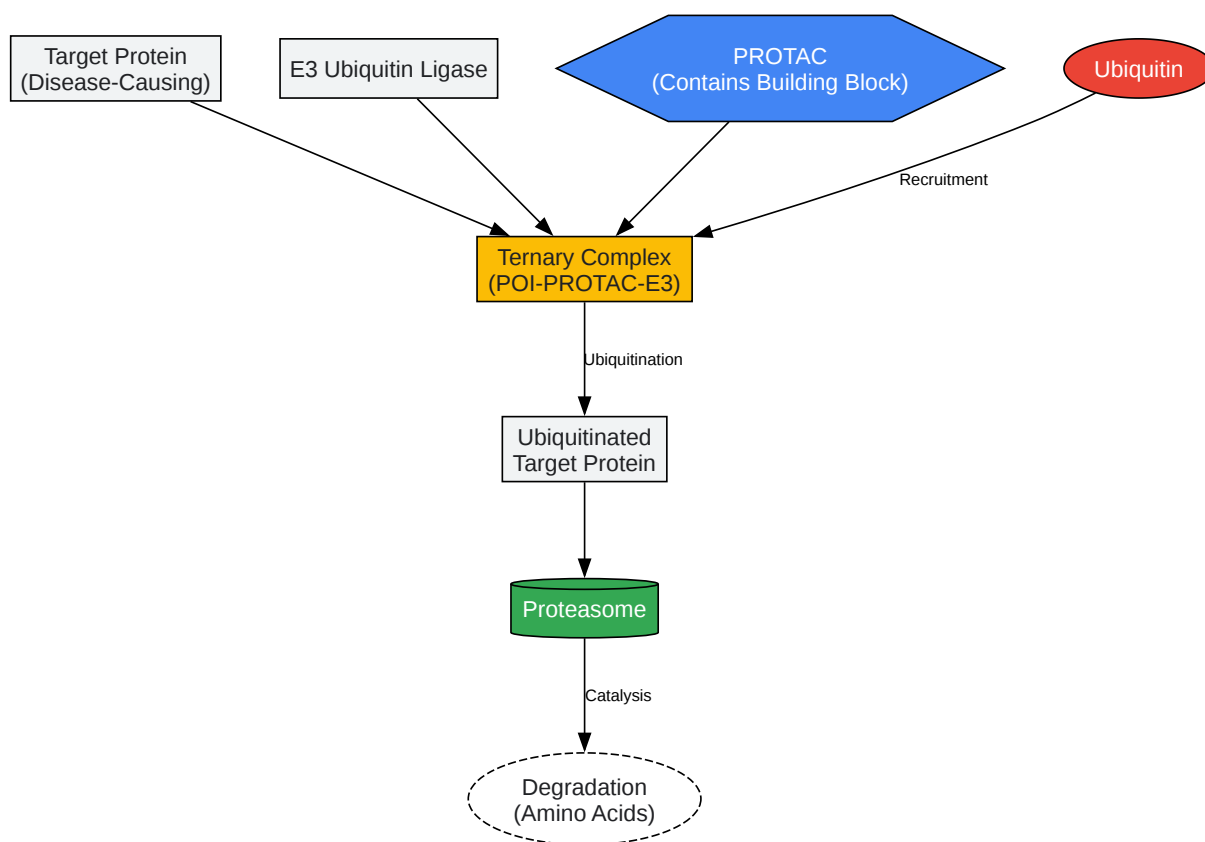 Target Protein
(Disease-Causing)
E3 Ubiquitin Ligase
PROTAC
(Contains Building Block)
Ubiquitin
Recruitment
Ternary Complex
(POI-PROTAC-E3)
Ubiquitination
Ubiquitinated
Target Protein
Proteasome
Catalysis
Degradation
(Amino Acids)